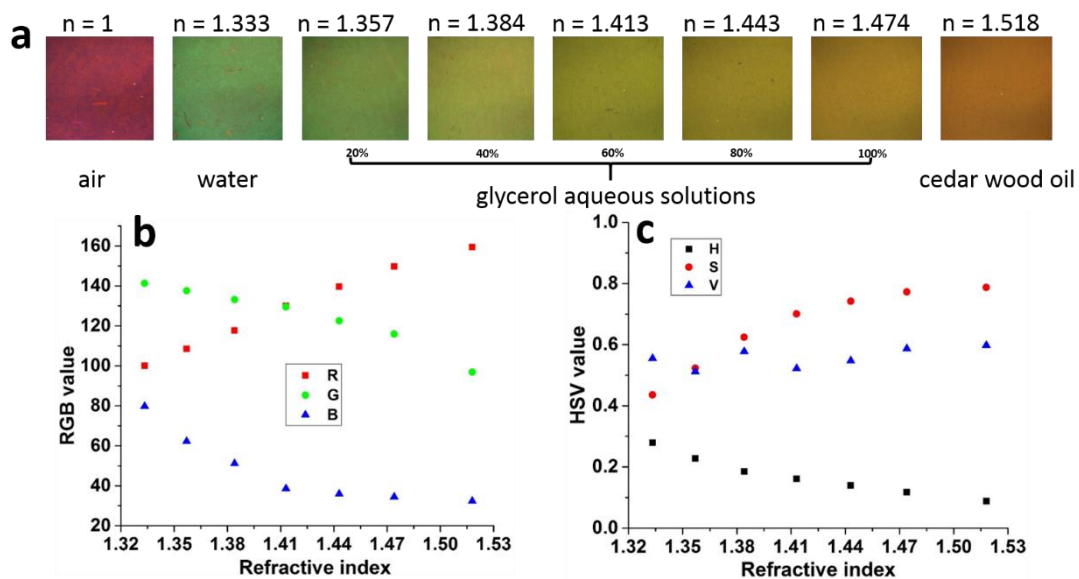 a
n = 1 n = 1.333 n = 1.357 n = 1.384 n = 1.413 n = 1.443 n = 1.474 n = 1.518
20% 40% 60% 80% 100%
air water glycerol aqueous solutions cedar wood oil
b
160
140
120
100
80
60
40
20
RGB value
R
G
B
1.32 1.35 1.38 1.41 1.44 1.47 1.50 1.53
Refractive index
c
1.0
0.8
0.6
0.4
0.2
0.0
HSV value
H
S
V
1.32 1.35 1.38 1.41 1.44 1.47 1.50 1.53
Refractive index